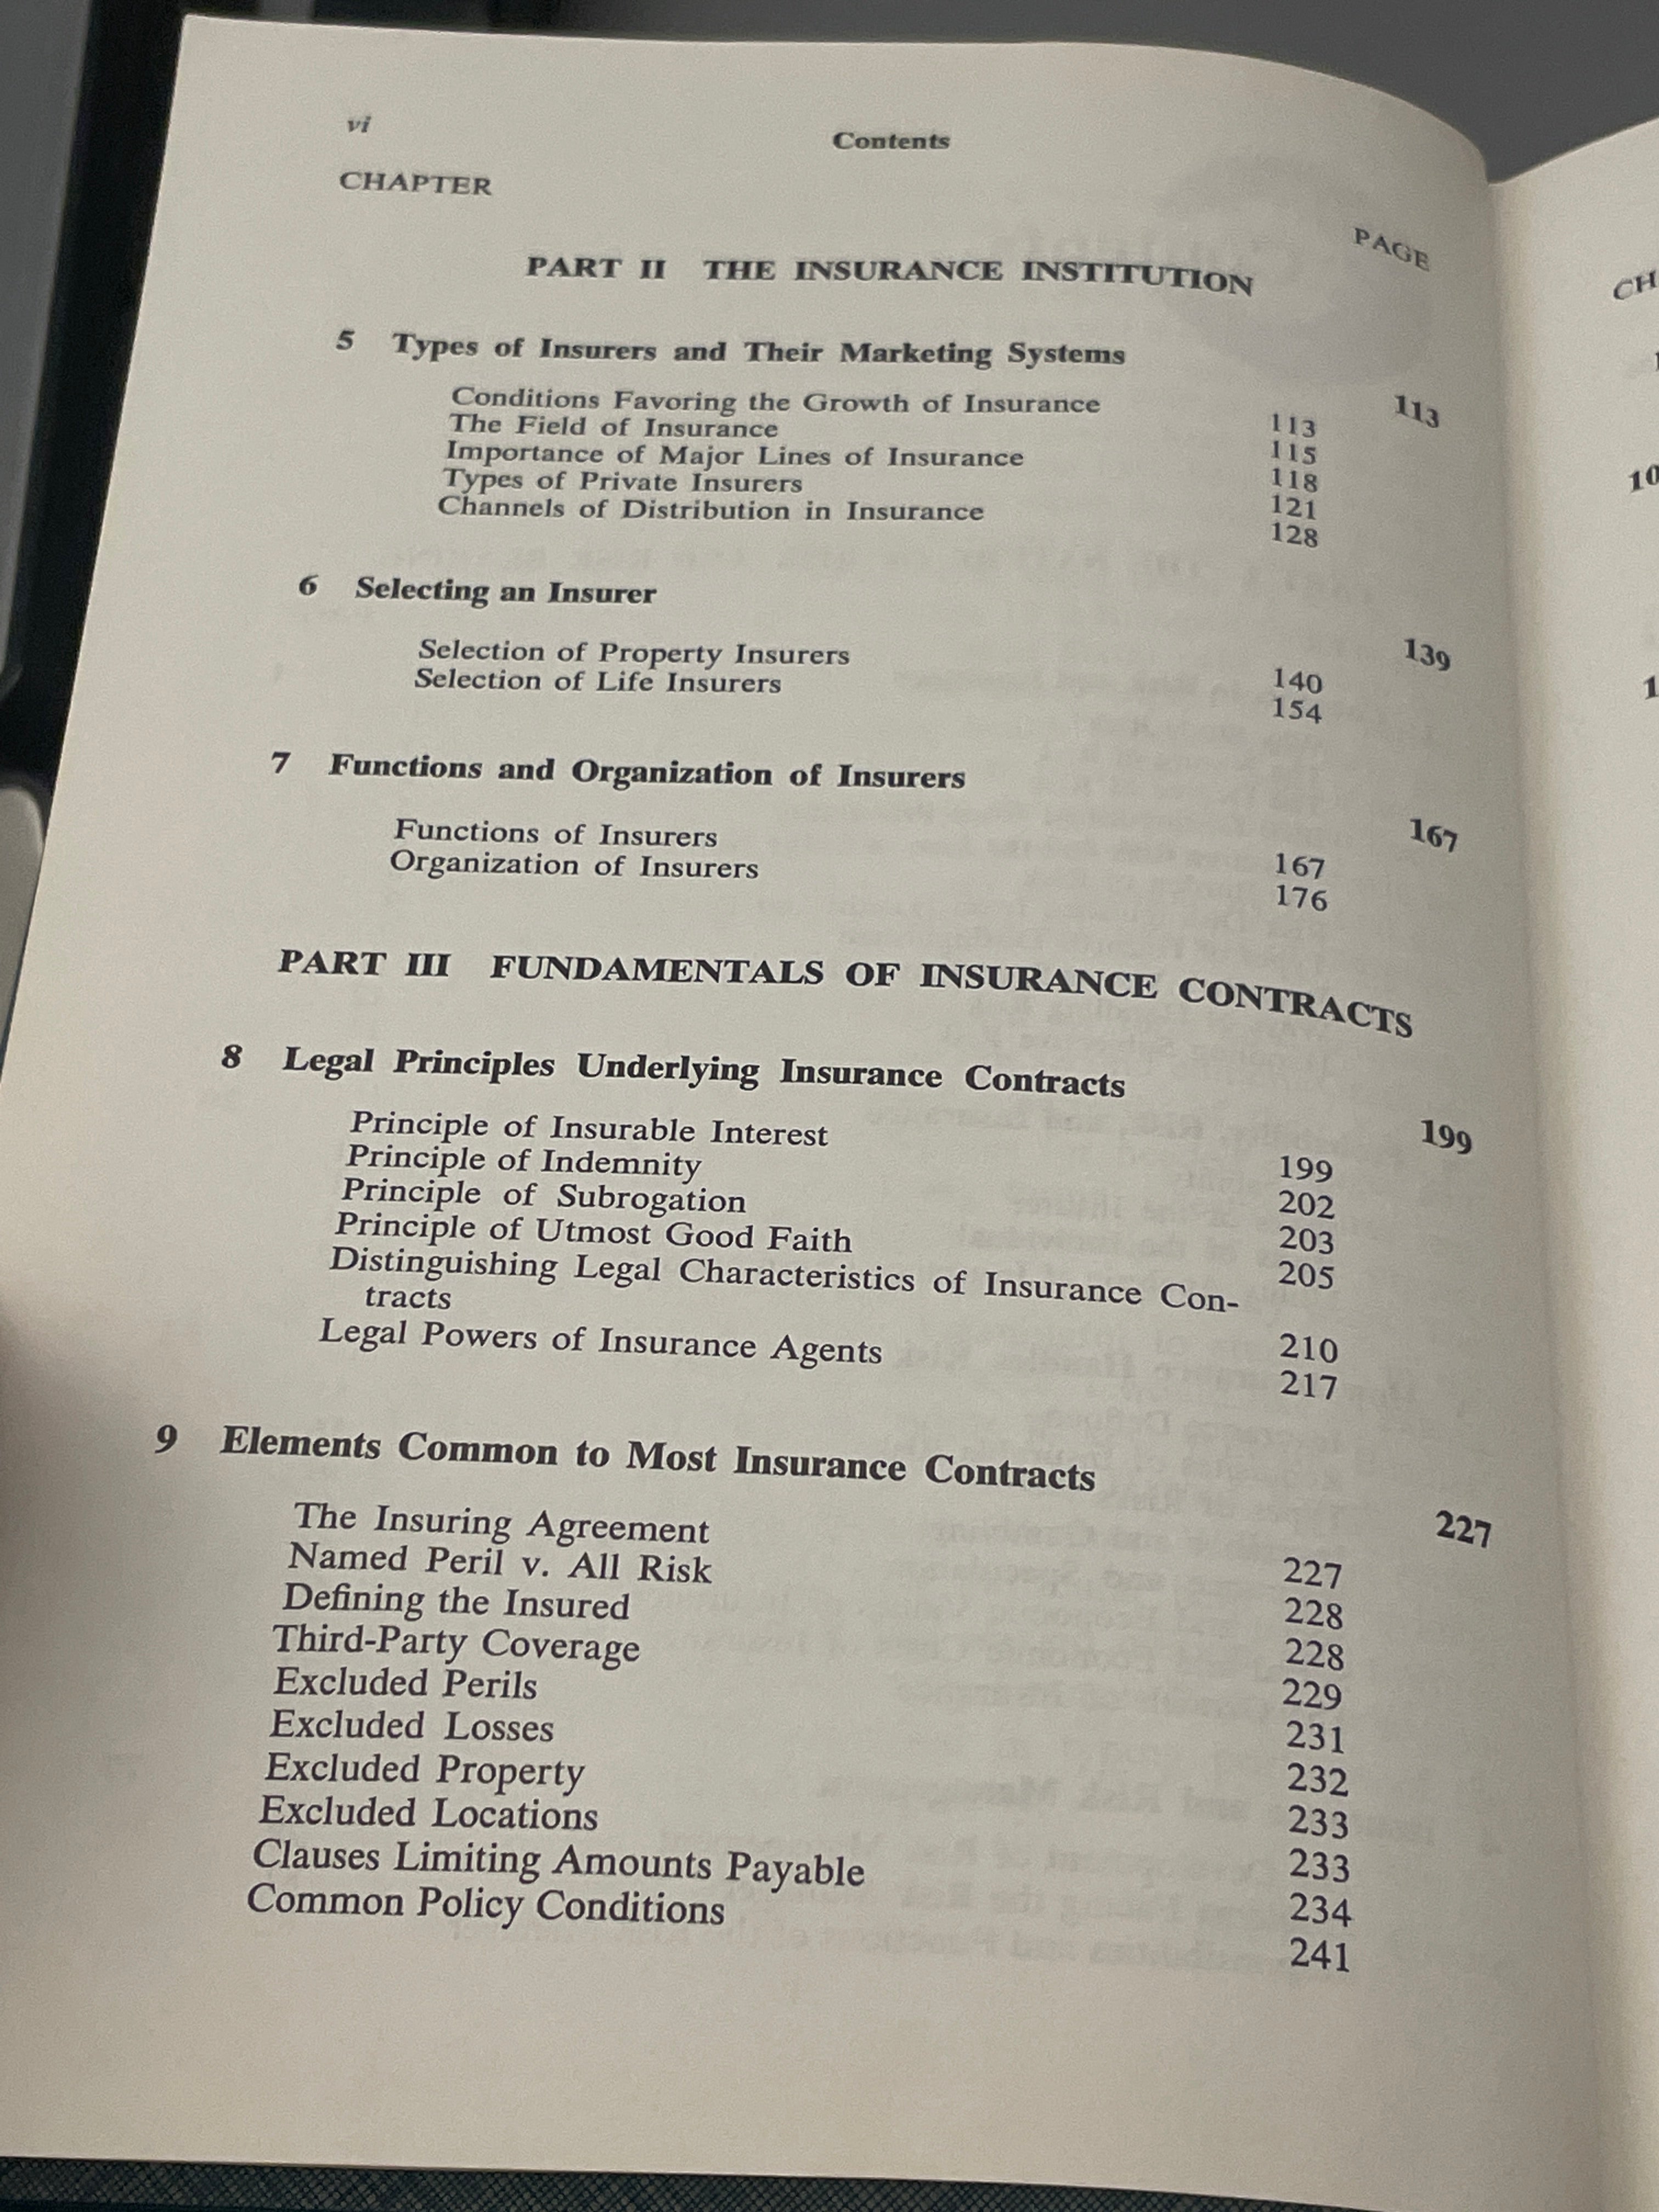 vi Contents
CHAPTER PAGE
PART II THE INSURANCE INSTITUTION
5 Types of Insurers and Their Marketing Systems 113
Conditions Favoring the Growth of Insurance 113
The Field of Insurance 115
Importance of Major Lines of Insurance 118
Types of Private Insurers 121
Channels of Distribution in Insurance 128
6 Selecting an Insurer 139
Selection of Property Insurers 140
Selection of Life Insurers 154
7 Functions and Organization of Insurers 167
Functions of Insurers 167
Organization of Insurers 176
PART III FUNDAMENTALS OF INSURANCE CONTRACTS
8 Legal Principles Underlying Insurance Contracts 199
Principle of Insurable Interest 199
Principle of Indemnity 202
Principle of Subrogation 203
Principle of Utmost Good Faith 205
Distinguishing Legal Characteristics of Insurance Con-
tracts 210
Legal Powers of Insurance Agents 217
9 Elements Common to Most Insurance Contracts 227
The Insuring Agreement 227
Named Peril v. All Risk 228
Defining the Insured 228
Third-Party Coverage 229
Excluded Perils 231
Excluded Losses 232
Excluded Property 233
Excluded Locations 233
Clauses Limiting Amounts Payable 234
Common Policy Conditions 241